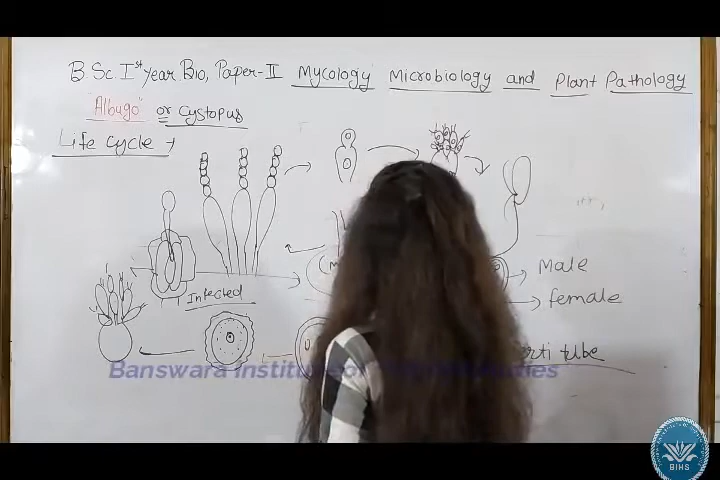 B.Sc. Ist year Bio, Paper-II Mycology Microbiology and Plant Pathology
"Albugo" or Cystopus
Life cycle →
Male
Infected
female
tube
Banswara Institute
BIHS